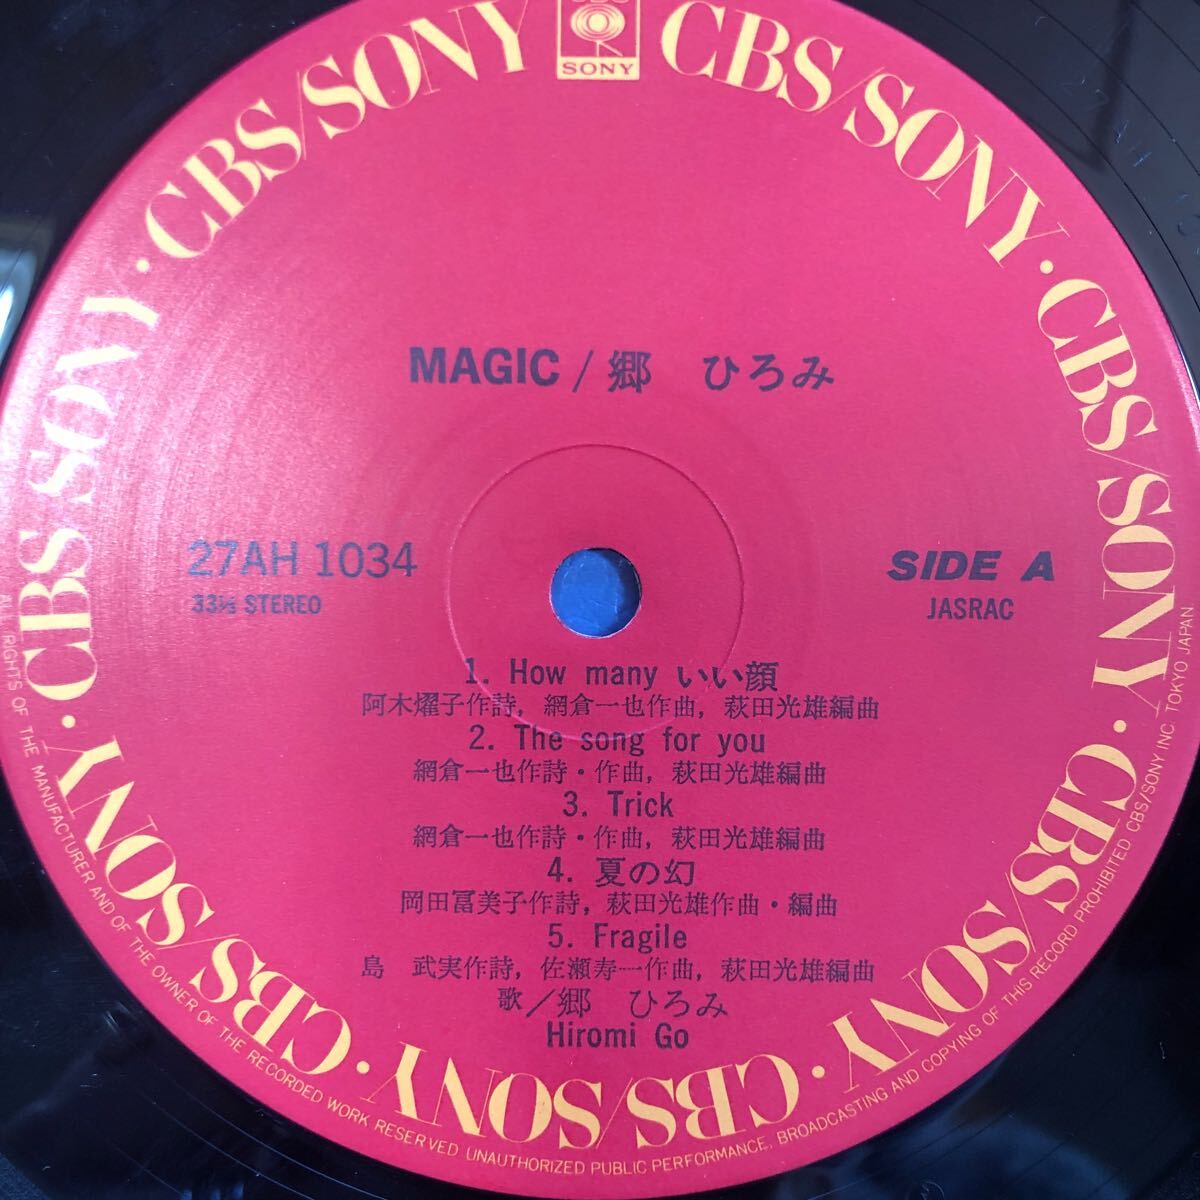 SONY
CBS/SONY · CBS/SONY · CBS/SONY · CBS/SONY · CBS/SONY · CBS/SONY · CBS/SONY · CBS/SONY
MAGIC / 郷 ひろみ
27AH 1034
33⅓ STEREO
SIDE A
JASRAC
1. How many いい顔
阿木燿子作詩, 網倉一也作曲, 萩田光雄編曲
2. The song for you
網倉一也作詩・作曲, 萩田光雄編曲
3. Trick
網倉一也作詩・作曲, 萩田光雄編曲
4. 夏の幻
岡田冨美子作詩, 萩田光雄作曲・編曲
5. Fragile
島 武実作詩, 佐瀬寿一作曲, 萩田光雄編曲
歌／郷 ひろみ
Hiromi Go
ALL RIGHTS OF THE MANUFACTURER AND OF THE OWNER OF THE RECORDED WORK RESERVED UNAUTHORIZED PUBLIC PERFORMANCE, BROADCASTING AND COPYING OF THIS RECORD PROHIBITED CBS/SONY INC. TOKYO JAPAN